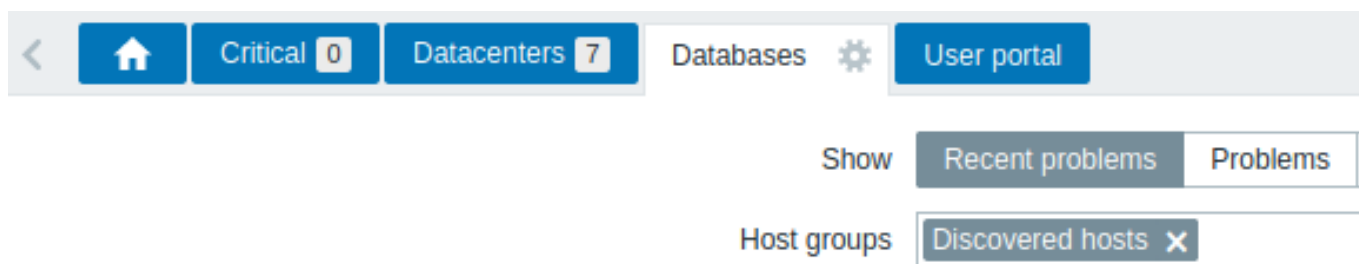 Critical 0 Datacenters 7 Databases User portal
Show Recent problems Problems
Host groups Discovered hosts